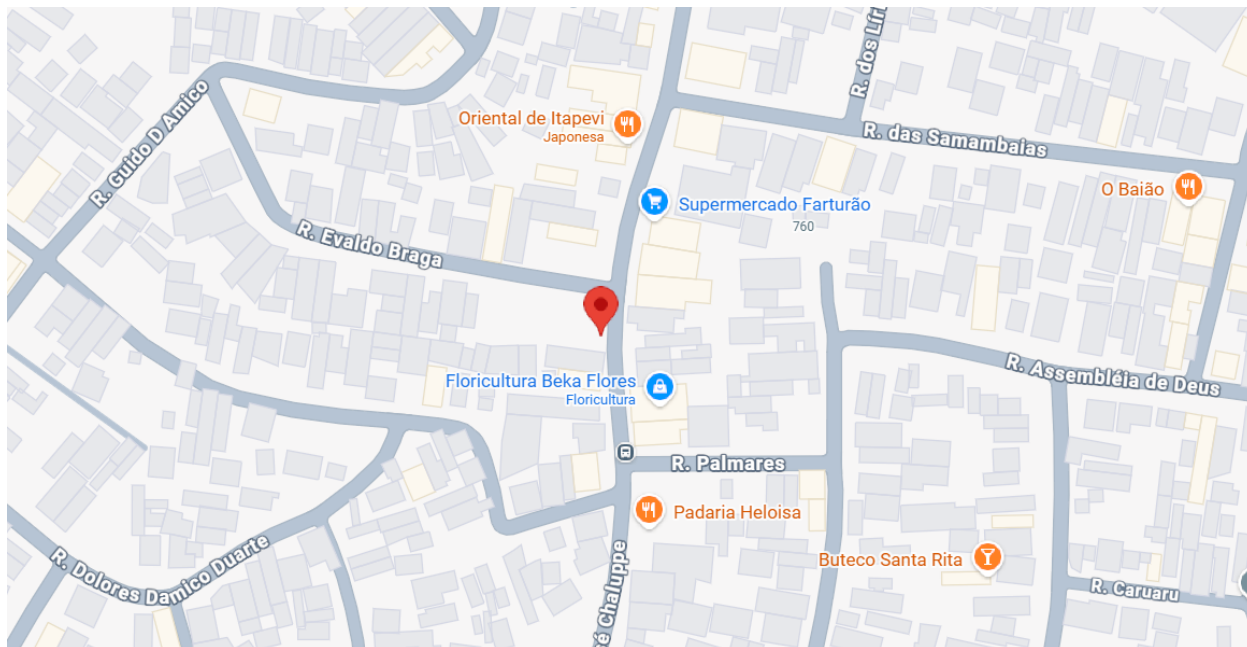 R. dos Lír
R. Guido D Amico
Oriental de Itapevi
Japonesa
R. das Samambaias
O Baião
Supermercado Farturão
760
R. Evaldo Braga
R. Assembléia de Deus
Floricultura Beka Flores
Floricultura
R. Palmares
Padaria Heloisa
R. Dolores Damico Duarte
Buteco Santa Rita
R. Caruaru
é Chaluppe